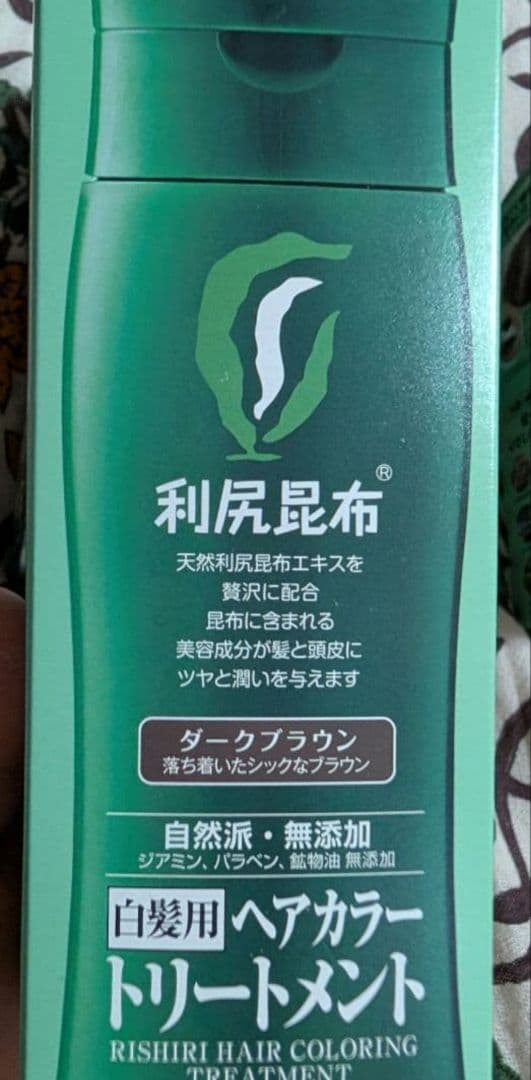 利尻昆布®
天然利尻昆布エキスを
贅沢に配合
昆布に含まれる
美容成分が髪と頭皮に
ツヤと潤いを与えます
ダークブラウン
落ち着いたシックなブラウン
自然派・無添加
ジアミン、パラベン、鉱物油 無添加
白髪用 ヘアカラー
トリートメント
RISHIRI HAIR COLORING
TREATMENT